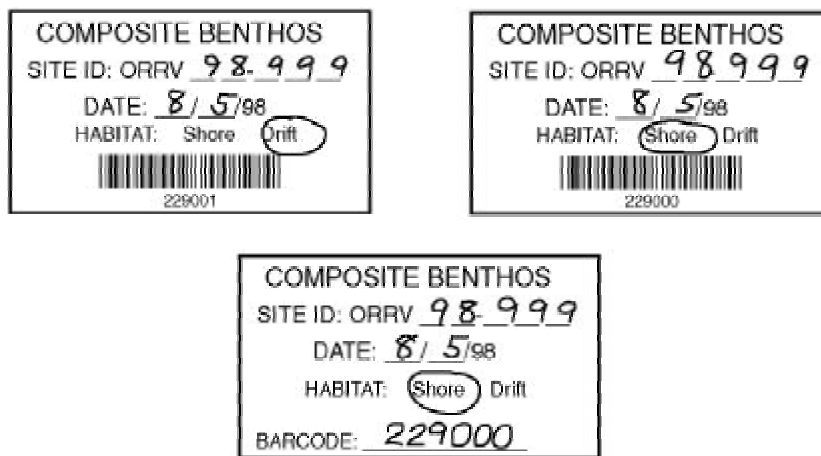 COMPOSITE BENTHOS
SITE ID: ORRV 98-999
DATE: 8/5/98
HABITAT: Shore Drift
229001
COMPOSITE BENTHOS
SITE ID: ORRV 98999
DATE: 8/5/98
HABITAT: Shore Drift
229000
COMPOSITE BENTHOS
SITE ID: ORRV 98-999
DATE: 8/5/98
HABITAT: Shore Drift
BARCODE: 229000